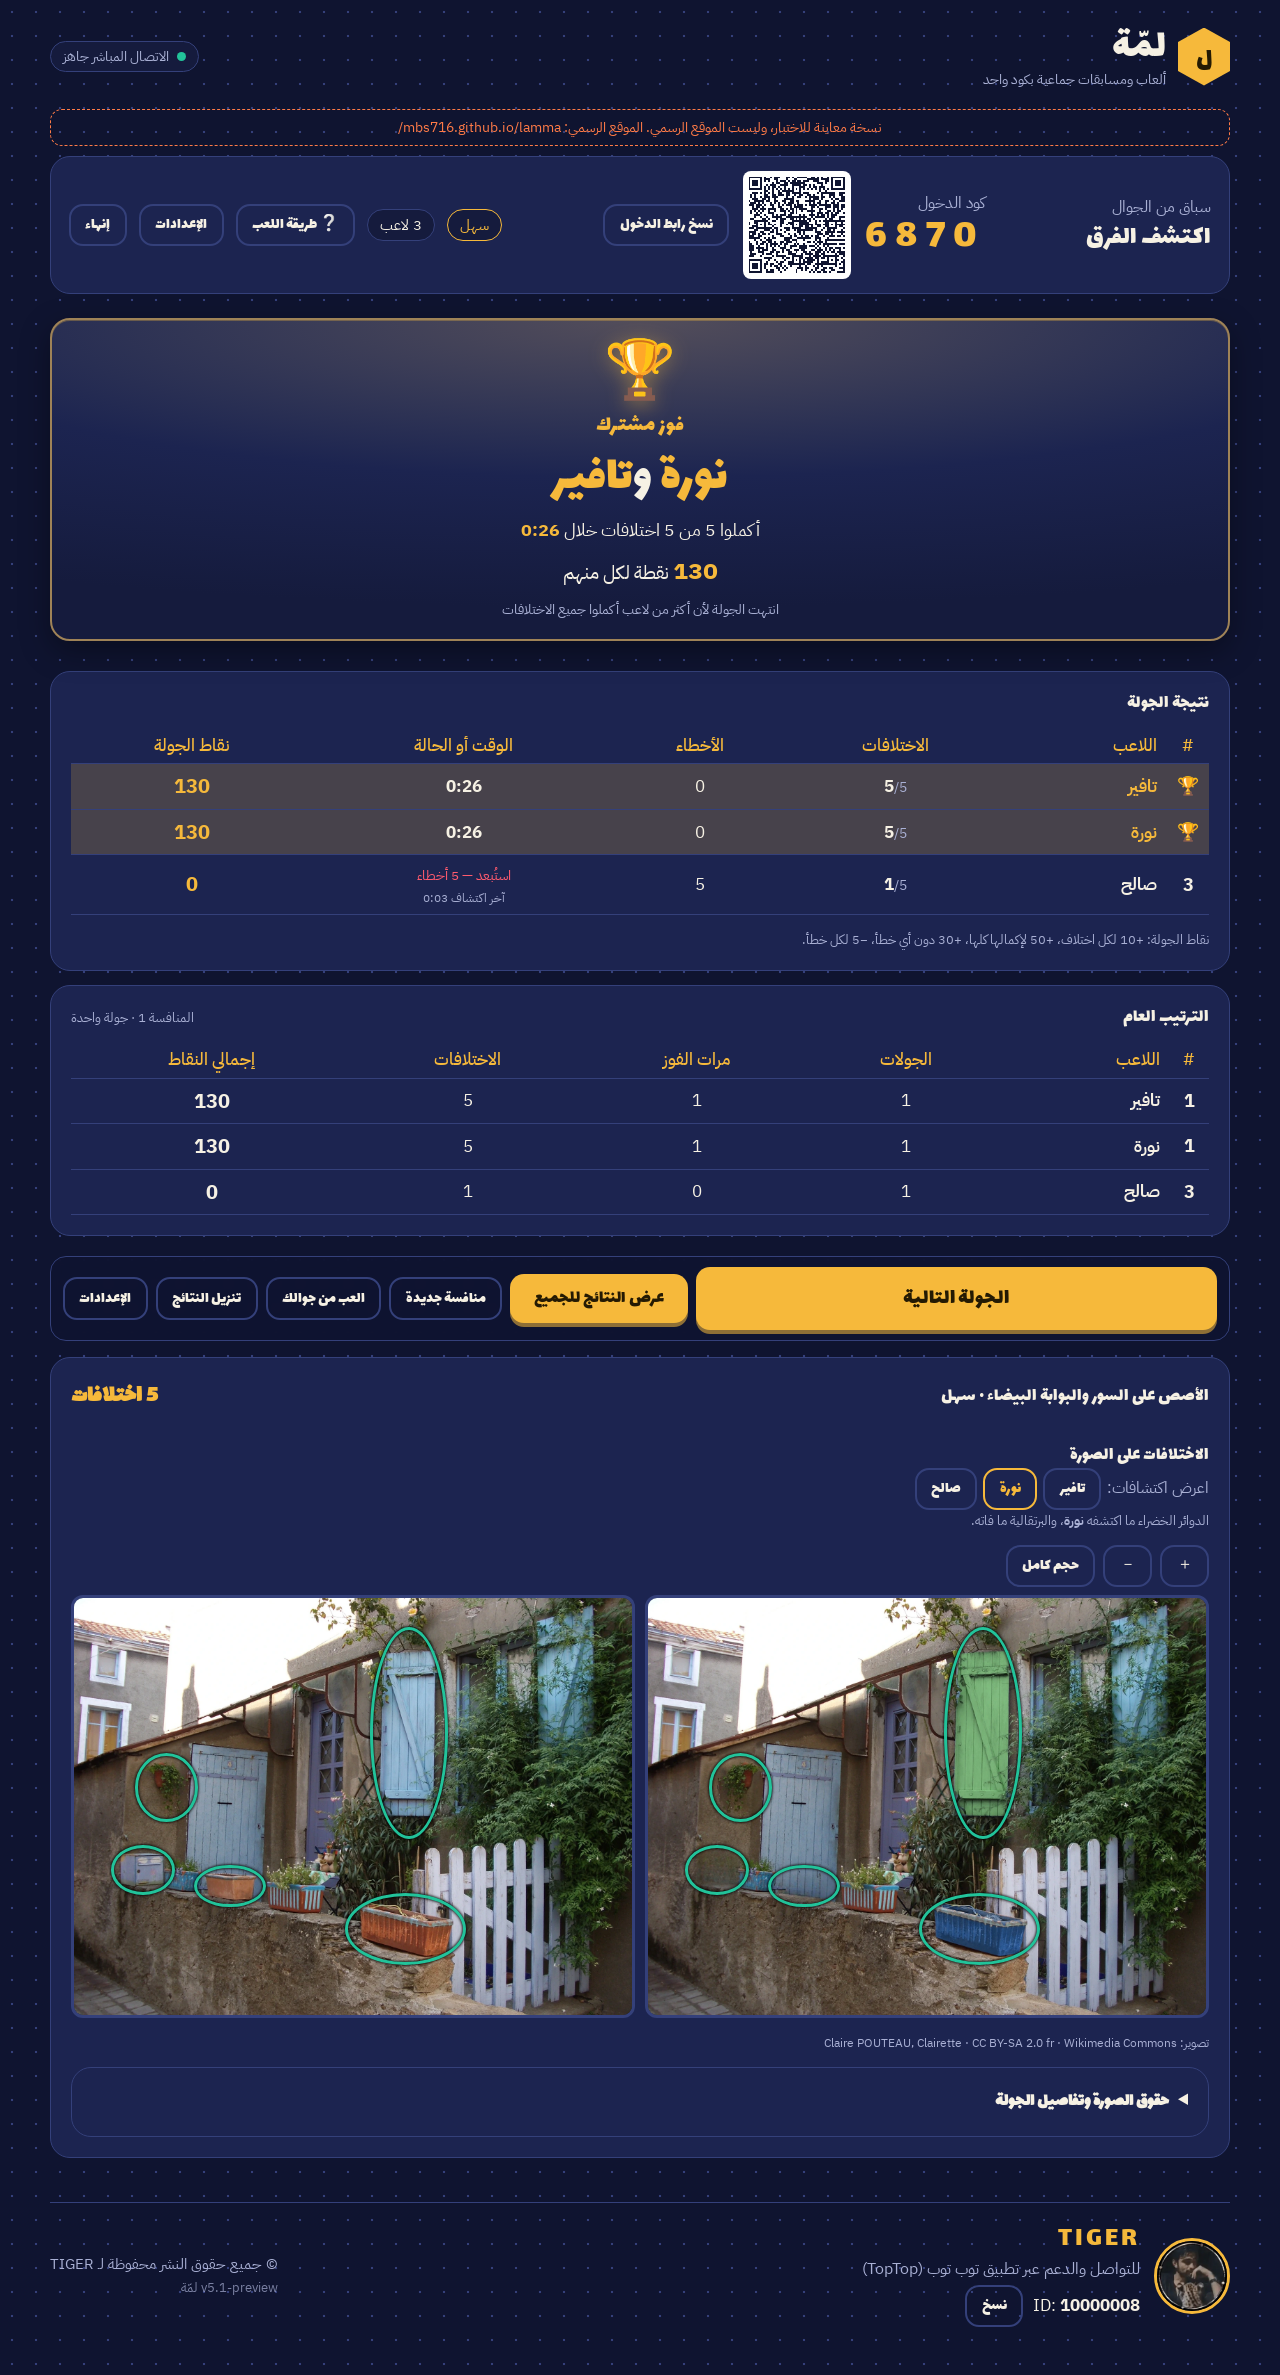 ل
لمّة
ألعاب ومسابقات جماعية بكود واحد
الاتصال المباشر جاهز
نسخة معاينة للاختبار، وليست الموقع الرسمي. الموقع الرسمي: mbs716.github.io/lamma/
سباق من الجوال
اكتشف الفرق
كود الدخول
6870
نسخ رابط الدخول
سهل
3 لاعب
❔ طريقة اللعب
الإعدادات
إنهاء
فوز مشترك
نورة وتافير
أكملوا 5 من 5 اختلافات خلال 0:26
130 نقطة لكل منهم
انتهت الجولة لأن أكثر من لاعب أكملوا جميع الاختلافات
نتيجة الجولة
# اللاعب الاختلافات الأخطاء الوقت أو الحالة نقاط الجولة
🏆 تافير 5/5 0 0:26 130
🏆 نورة 5/5 0 0:26 130
3 صالح 1/5 5 استُبعد — 5 أخطاء 0
آخر اكتشاف 0:03
نقاط الجولة: +10 لكل اختلاف، +50 لإكمالها كلها، +30 دون أي خطأ، −5 لكل خطأ.
الترتيب العام
المنافسة 1 · جولة واحدة
# اللاعب الجولات مرات الفوز الاختلافات إجمالي النقاط
1 تافير 1 1 5 130
1 نورة 1 1 5 130
3 صالح 1 0 1 0
الجولة التالية
عرض النتائج للجميع
منافسة جديدة
العب من جوالك
تنزيل النتائج
الإعدادات
الأصص على السور والبوابة البيضاء · سهل
5 اختلافات
الاختلافات على الصورة
اعرض اكتشافات: تافير نورة صالح
الدوائر الخضراء ما اكتشفه نورة، والبرتقالية ما فاته.
+ − حجم كامل
تصوير: Claire POUTEAU, Clairette · CC BY-SA 2.0 fr · Wikimedia Commons
◀ حقوق الصورة وتفاصيل الجولة
TIGER
للتواصل والدعم عبر تطبيق توب توب (TopTop)
ID: 10000008 نسخ
© جميع حقوق النشر محفوظة لـ TIGER
لمّة v5.1-preview